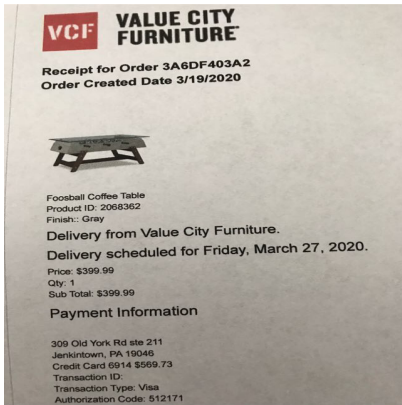 VCF VALUE CITY
FURNITURE
Receipt for Order 3A6DF403A2
Order Created Date 3/19/2020
Foosball Coffee Table
Product ID: 2068362
Finish:: Gray
Delivery from Value City Furniture.
Delivery scheduled for Friday, March 27, 2020.
Price: $399.99
Qty: 1
Sub Total: $399.99
Payment Information
309 Old York Rd ste 211
Jenkintown, PA 19046
Credit Card 6914 $569.73
Transaction ID:
Transaction Type: Visa
Authorization Code: 512171